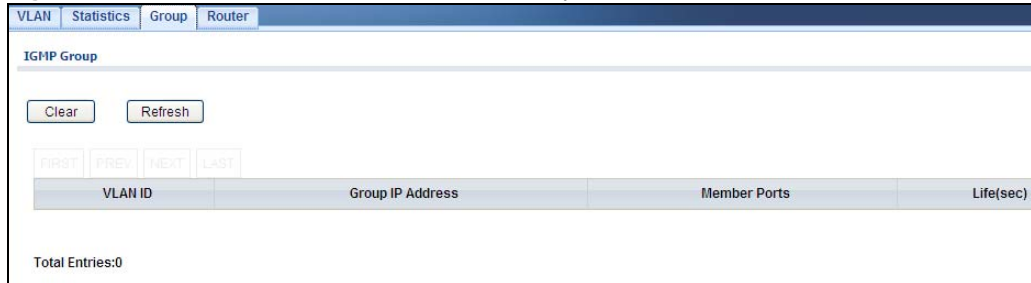 VLAN Statistics Group Router
IGMP Group
Clear Refresh
FIRST PREV NEXT LAST
VLAN ID Group IP Address Member Ports Life(sec)
Total Entries:0